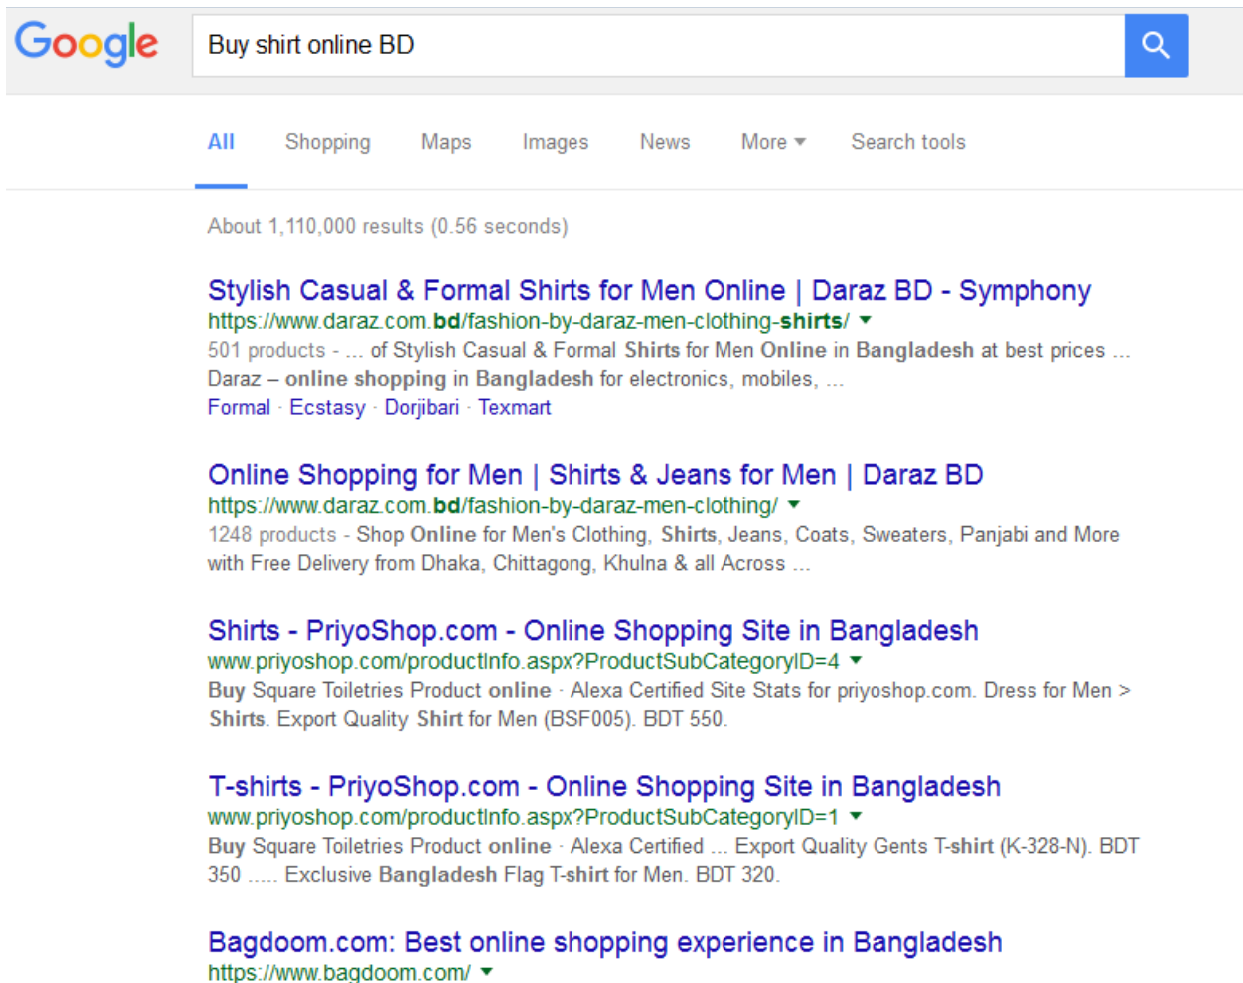 Google
Buy shirt online BD
All Shopping Maps Images News More Search tools
About 1,110,000 results (0.56 seconds)
Stylish Casual & Formal Shirts for Men Online | Daraz BD - Symphony
https://www.daraz.com.bd/fashion-by-daraz-men-clothing-shirts/
501 products - ... of Stylish Casual & Formal Shirts for Men Online in Bangladesh at best prices ...
Daraz – online shopping in Bangladesh for electronics, mobiles, ...
Formal · Ecstasy · Dorjibari · Texmart
Online Shopping for Men | Shirts & Jeans for Men | Daraz BD
https://www.daraz.com.bd/fashion-by-daraz-men-clothing/
1248 products - Shop Online for Men's Clothing, Shirts, Jeans, Coats, Sweaters, Panjabi and More
with Free Delivery from Dhaka, Chittagong, Khulna & all Across ...
Shirts - PriyoShop.com - Online Shopping Site in Bangladesh
www.priyoshop.com/productInfo.aspx?ProductSubCategoryID=4
Buy Square Toiletries Product online · Alexa Certified Site Stats for priyoshop.com. Dress for Men >
Shirts. Export Quality Shirt for Men (BSF005). BDT 550.
T-shirts - PriyoShop.com - Online Shopping Site in Bangladesh
www.priyoshop.com/productInfo.aspx?ProductSubCategoryID=1
Buy Square Toiletries Product online · Alexa Certified ... Export Quality Gents T-shirt (K-328-N). BDT
350 ..... Exclusive Bangladesh Flag T-shirt for Men. BDT 320.
Bagdoom.com: Best online shopping experience in Bangladesh
https://www.bagdoom.com/